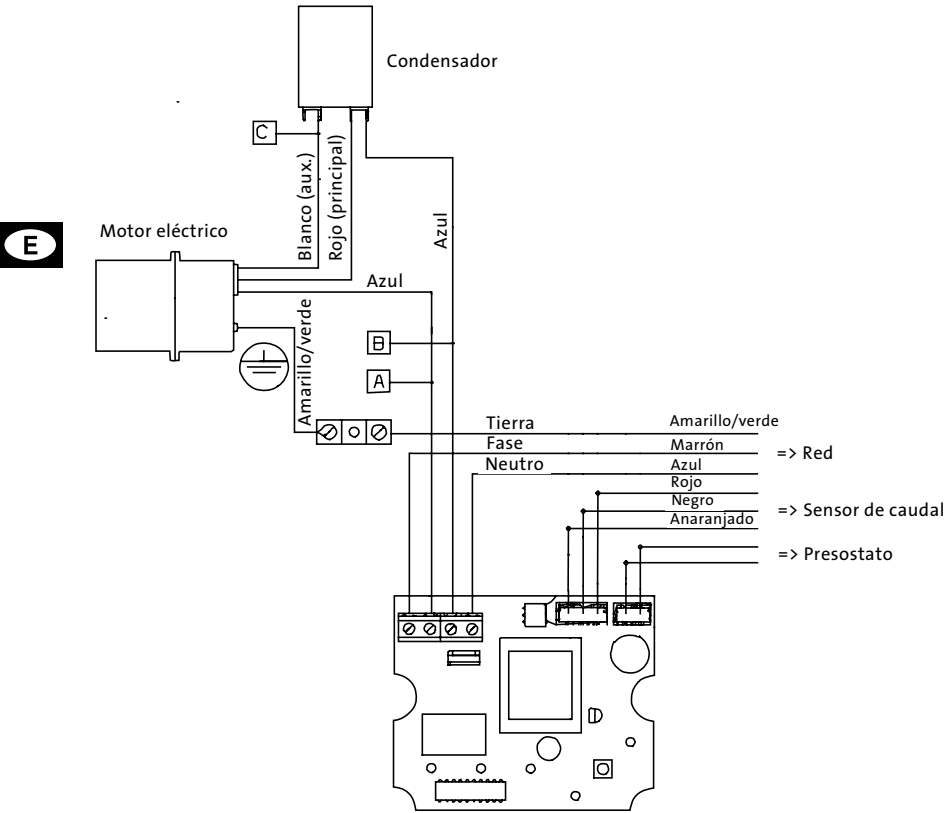 Condensador
C
Blanco (aux.)
Rojo (principal)
Azul
E
Motor eléctrico
Azul
Amarillo/verde
B
A
Tierra
Amarillo/verde
Fase
Marrón
=> Red
Neutro
Azul
Rojo
Negro
=> Sensor de caudal
Anaranjado
=> Presostato